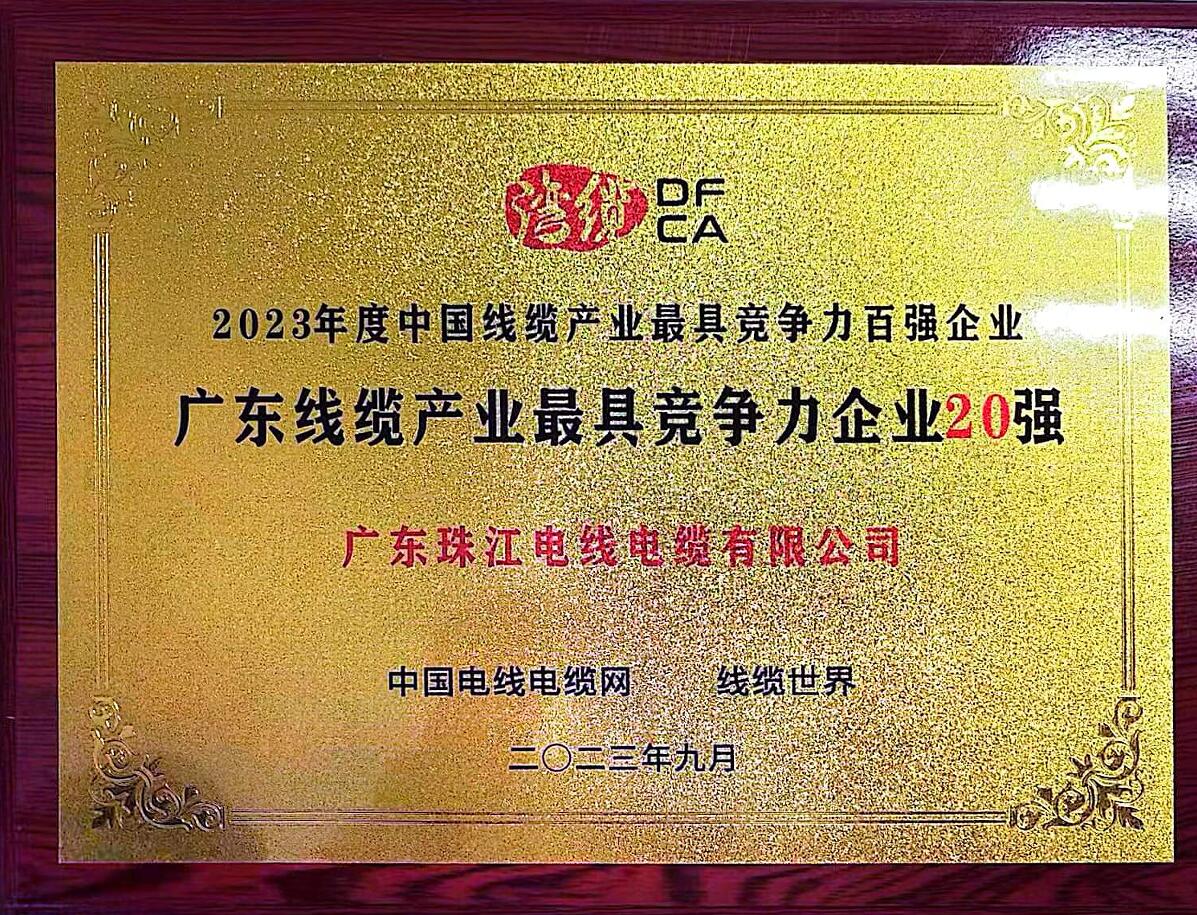 DF
CA
2023年度中国线缆产业最具竞争力百强企业
广东线缆产业最具竞争力企业20强
广东珠江电线电缆有限公司
中国电线电缆网 线缆世界
二〇二三年九月